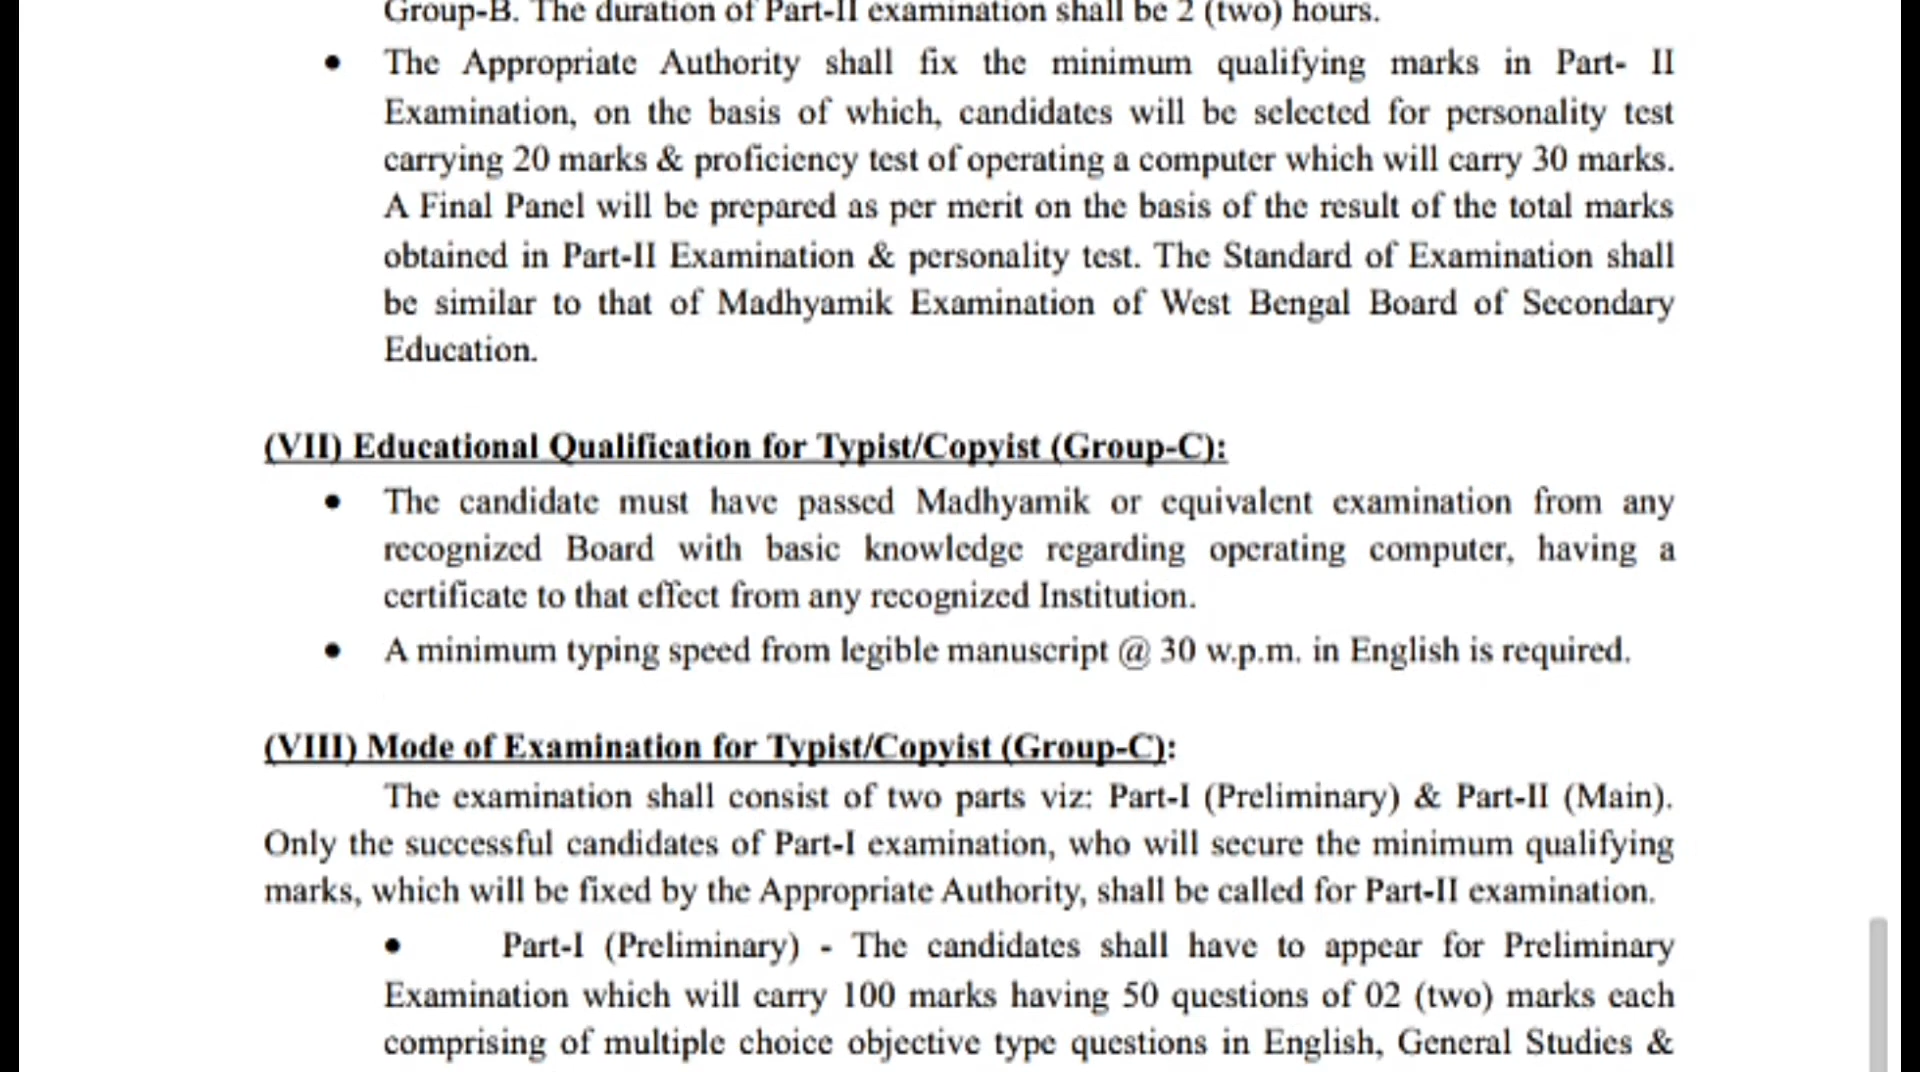 Group-B. The duration of Part-II examination shall be 2 (two) hours.
• The Appropriate Authority shall fix the minimum qualifying marks in Part- II
Examination, on the basis of which, candidates will be selected for personality test
carrying 20 marks & proficiency test of operating a computer which will carry 30 marks.
A Final Panel will be prepared as per merit on the basis of the result of the total marks
obtained in Part-II Examination & personality test. The Standard of Examination shall
be similar to that of Madhyamik Examination of West Bengal Board of Secondary
Education.
(VII) Educational Qualification for Typist/Copyist (Group-C):
• The candidate must have passed Madhyamik or equivalent examination from any
recognized Board with basic knowledge regarding operating computer, having a
certificate to that effect from any recognized Institution.
• A minimum typing speed from legible manuscript @ 30 w.p.m. in English is required.
(VIII) Mode of Examination for Typist/Copyist (Group-C):
The examination shall consist of two parts viz: Part-I (Preliminary) & Part-II (Main).
Only the successful candidates of Part-I examination, who will secure the minimum qualifying
marks, which will be fixed by the Appropriate Authority, shall be called for Part-II examination.
• Part-I (Preliminary) - The candidates shall have to appear for Preliminary
Examination which will carry 100 marks having 50 questions of 02 (two) marks each
comprising of multiple choice objective type questions in English, General Studies &